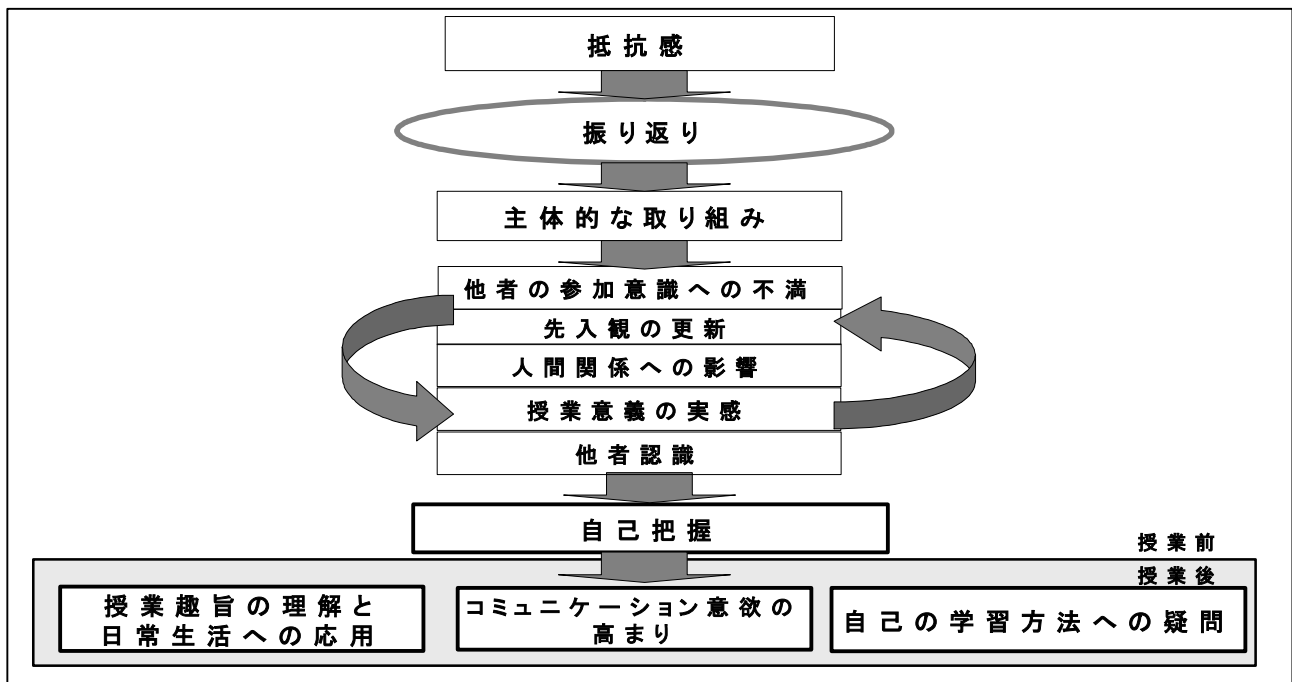 抵抗感
振り返り
主体的な取り組み
他者の参加意識への不満
先入観の更新
人間関係への影響
授業意義の実感
他者認識
自己把握
授業前
授業後
授業趣旨の理解と
日常生活への応用
コミュニケーション意欲の
高まり
自己の学習方法への疑問